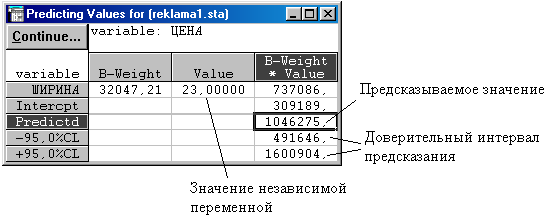 Predicting Values for (reklama1.sta)
Continue... variable: ЦЕНА
variable B-Weight Value B-Weight * Value
ШИРИНА 32047,21 23,00000 737086,
Intercpt 309189,
Predictd 1046275,
-95,0%CL 491646,
+95,0%CL 1600904,
Предсказываемое значение
Доверительный интервал
предсказания
Значение независимой
переменной